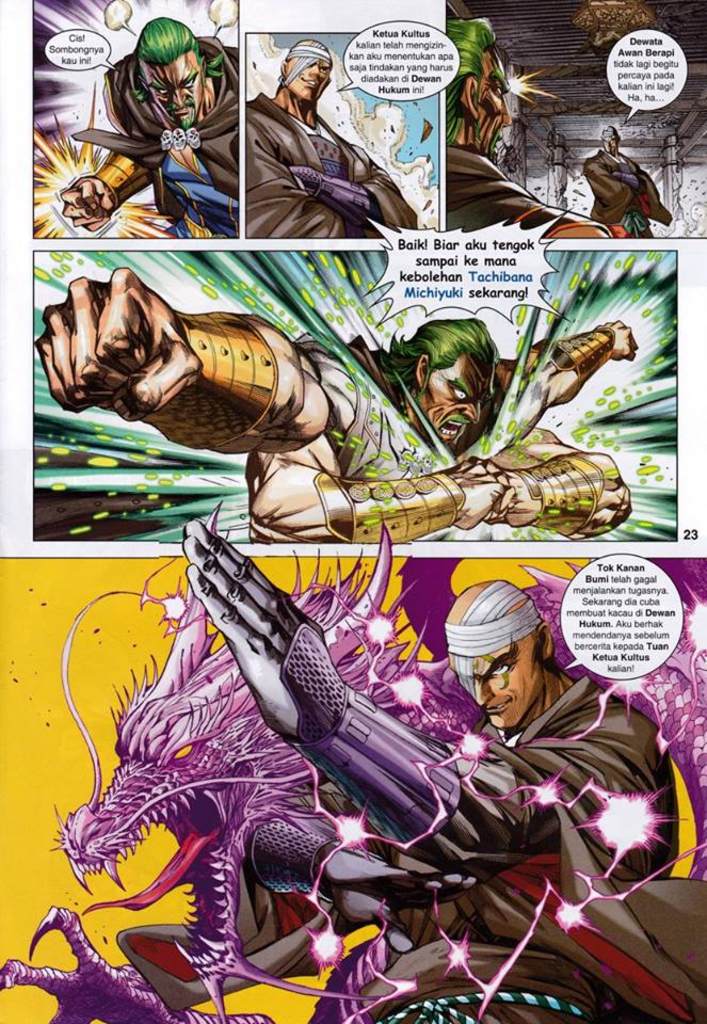 Cis!
Sombongnya
kau ini!
Ketua Kultus
kalian telah mengizin-
kan aku menentukan apa
saja tindakan yang harus
diadakan di Dewan
Hukum ini!
Dewata
Awan Berapi
tidak lagi begitu
percaya pada
kalian ini lagi!
Ha, ha...
Baik! Biar aku tengok
sampai ke mana
kebolehan Tachibana
Michiyuki sekarang!
23
Tok Kanan
Bumi telah gagal
menjalankan tugasnya.
Sekarang dia cuba
membuat kacau di Dewan
Hukum. Aku berhak
mendendanya sebelum
bercerita kepada Tuan
Ketua Kultus
kalian!